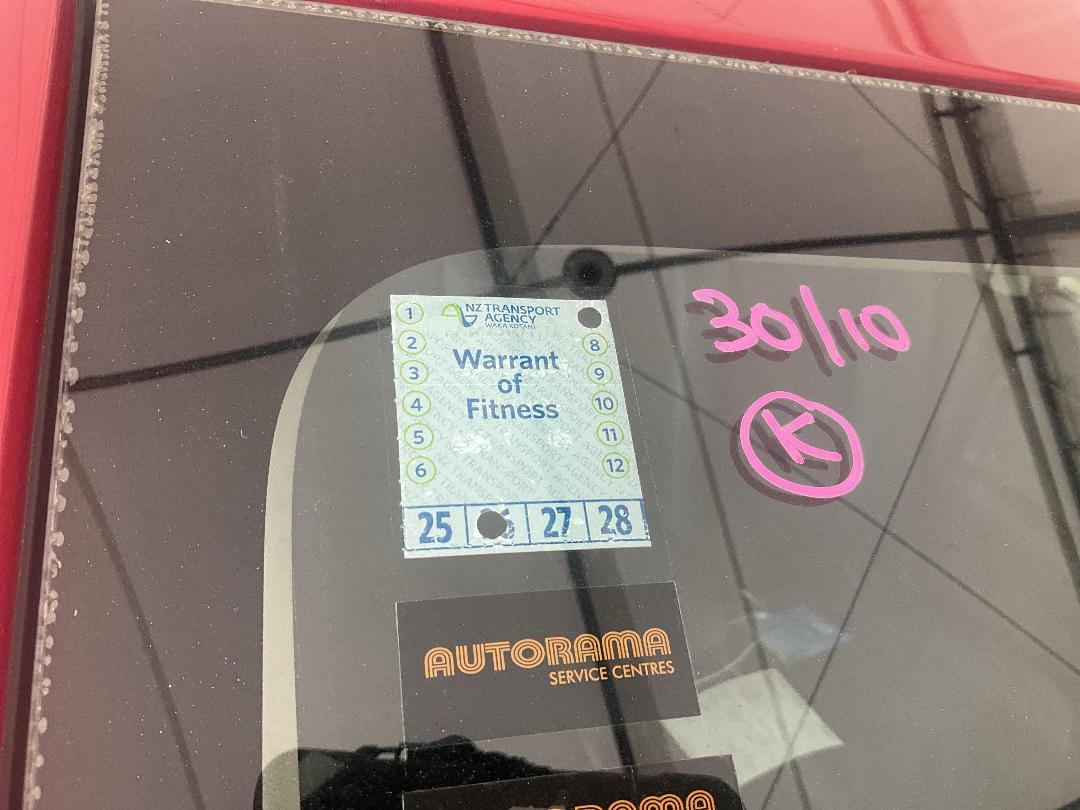 NZ TRANSPORT
AGENCY
WAKA KOTAHI
Warrant
of
Fitness
1
2
3
4
5
6
8
9
10
11
12
25 27 28
30/10
K
AUTORAMA
SERVICE CENTRES
RAMA